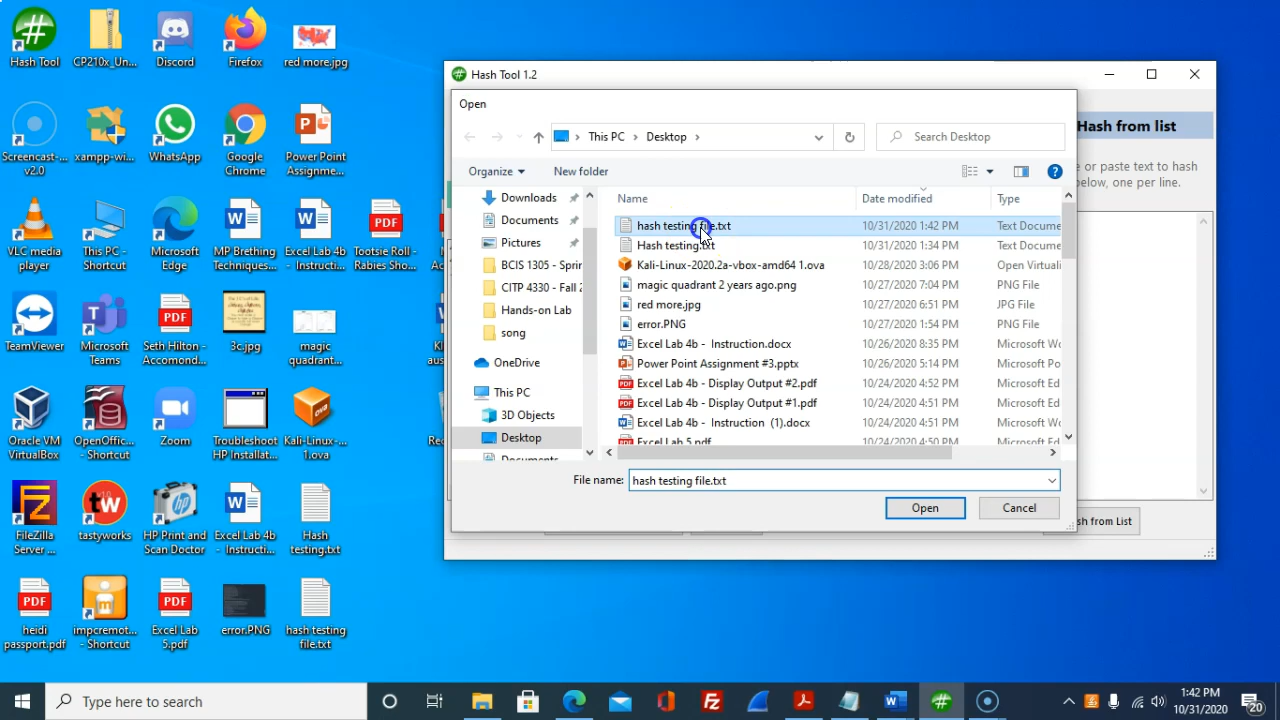 Hash Tool
CP210x_Un...
Discord
Firefox
red more.jpg
Screencast-... v2.0
xampp-wi...
WhatsApp
Google Chrome
Power Point Assignme...
VLC media player
This PC - Shortcut
Microsoft Edge
MP Brething Techniques...
Excel Lab 4b - Instructi...
Tootsie Roll - Rabies Sho...
TeamViewer
Microsoft Teams
Seth Hilton - Accomond...
3c.jpg
magic quadrant...
Oracle VM VirtualBox
OpenOffic... - Shortcut
Zoom
Troubleshoot HP Installat...
Kali-Linux-... 1.ova
FileZilla Server ...
tastyworks
HP Print and Scan Doctor
Excel Lab 4b - Instructi...
Hash testing.txt
heidi passport.pdf
impcremot... - Shortcut
Excel Lab 5.pdf
error.PNG
hash testing file.txt
Hash Tool 1.2
Hash from list
e or paste text to hash
below, one per line.
sh from List
Open
This PC
Desktop
Search Desktop
Organize
New folder
Name
Date modified
Type
Downloads
Documents
Pictures
BCIS 1305 - Sprin
CITP 4330 - Fall 2
Hands-on Lab
song
OneDrive
This PC
3D Objects
Desktop
Documents
hash testing file.txt 10/31/2020 1:42 PM Text Docume
Hash testing.txt 10/31/2020 1:34 PM Text Docume
Kali-Linux-2020.2a-vbox-amd64 1.ova 10/28/2020 3:06 PM Open Virtuali
magic quadrant 2 years ago.png 10/27/2020 7:04 PM PNG File
red more.jpg 10/27/2020 6:51 PM JPG File
error.PNG 10/27/2020 1:54 PM PNG File
Excel Lab 4b - Instruction.docx 10/26/2020 8:35 PM Microsoft Wo
Power Point Assignment #3.pptx 10/26/2020 5:14 PM Microsoft Po
Excel Lab 4b - Display Output #2.pdf 10/24/2020 4:52 PM Microsoft Ed
Excel Lab 4b - Display Output #1.pdf 10/24/2020 4:51 PM Microsoft Ed
Excel Lab 4b - Instruction (1).docx 10/24/2020 4:51 PM Microsoft Wo
Excel Lab 5.pdf 10/24/2020 4:50 PM Microsoft Ed
File name: hash testing file.txt
Open
Cancel
Type here to search
1:42 PM
10/31/2020
20